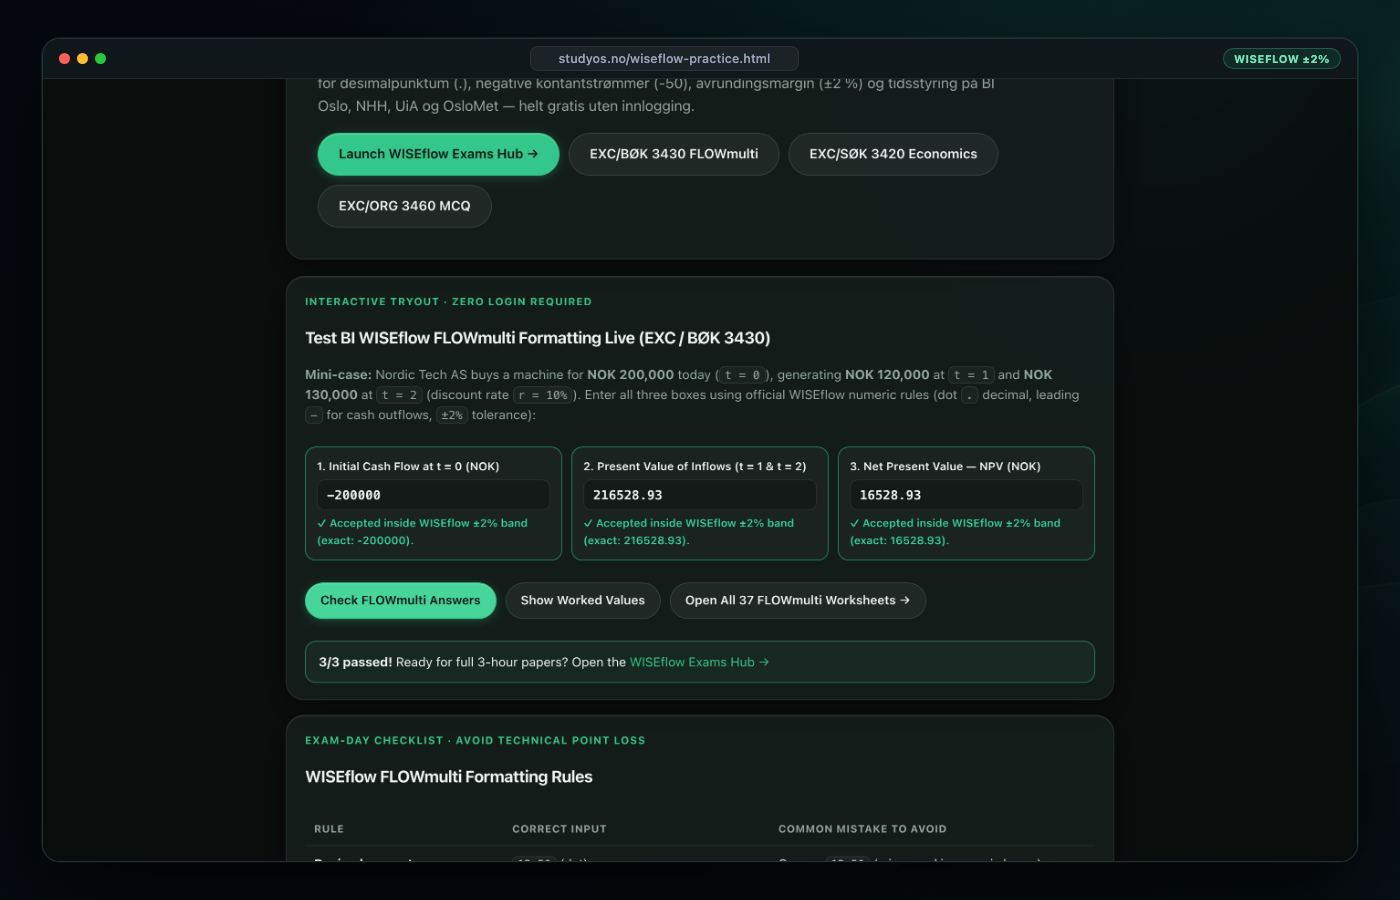 studyos.no/wiseflow-practice.html
WISEFLOW ±2%
for desimalpunktum (.), negative kontantstrømmer (-50), avrundingsmargin (±2 %) og tidsstyring på BI
Oslo, NHH, UiA og OsloMet — helt gratis uten innlogging.
Launch WISEflow Exams Hub →
EXC/BØK 3430 FLOWmulti
EXC/SØK 3420 Economics
EXC/ORG 3460 MCQ
INTERACTIVE TRYOUT · ZERO LOGIN REQUIRED
Test BI WISEflow FLOWmulti Formatting Live (EXC / BØK 3430)
Mini-case: Nordic Tech AS buys a machine for NOK 200,000 today ( t = 0 ), generating NOK 120,000 at t = 1 and NOK
130,000 at t = 2 (discount rate r = 10% ). Enter all three boxes using official WISEflow numeric rules (dot . decimal, leading
− for cash outflows, ±2% tolerance):
1. Initial Cash Flow at t = 0 (NOK)
−200000
✓ Accepted inside WISEflow ±2% band
(exact: -200000).
2. Present Value of Inflows (t = 1 & t = 2)
216528.93
✓ Accepted inside WISEflow ±2% band
(exact: 216528.93).
3. Net Present Value — NPV (NOK)
16528.93
✓ Accepted inside WISEflow ±2% band
(exact: 16528.93).
Check FLOWmulti Answers
Show Worked Values
Open All 37 FLOWmulti Worksheets →
3/3 passed! Ready for full 3-hour papers? Open the WISEflow Exams Hub →
EXAM-DAY CHECKLIST · AVOID TECHNICAL POINT LOSS
WISEflow FLOWmulti Formatting Rules
RULE
CORRECT INPUT
COMMON MISTAKE TO AVOID